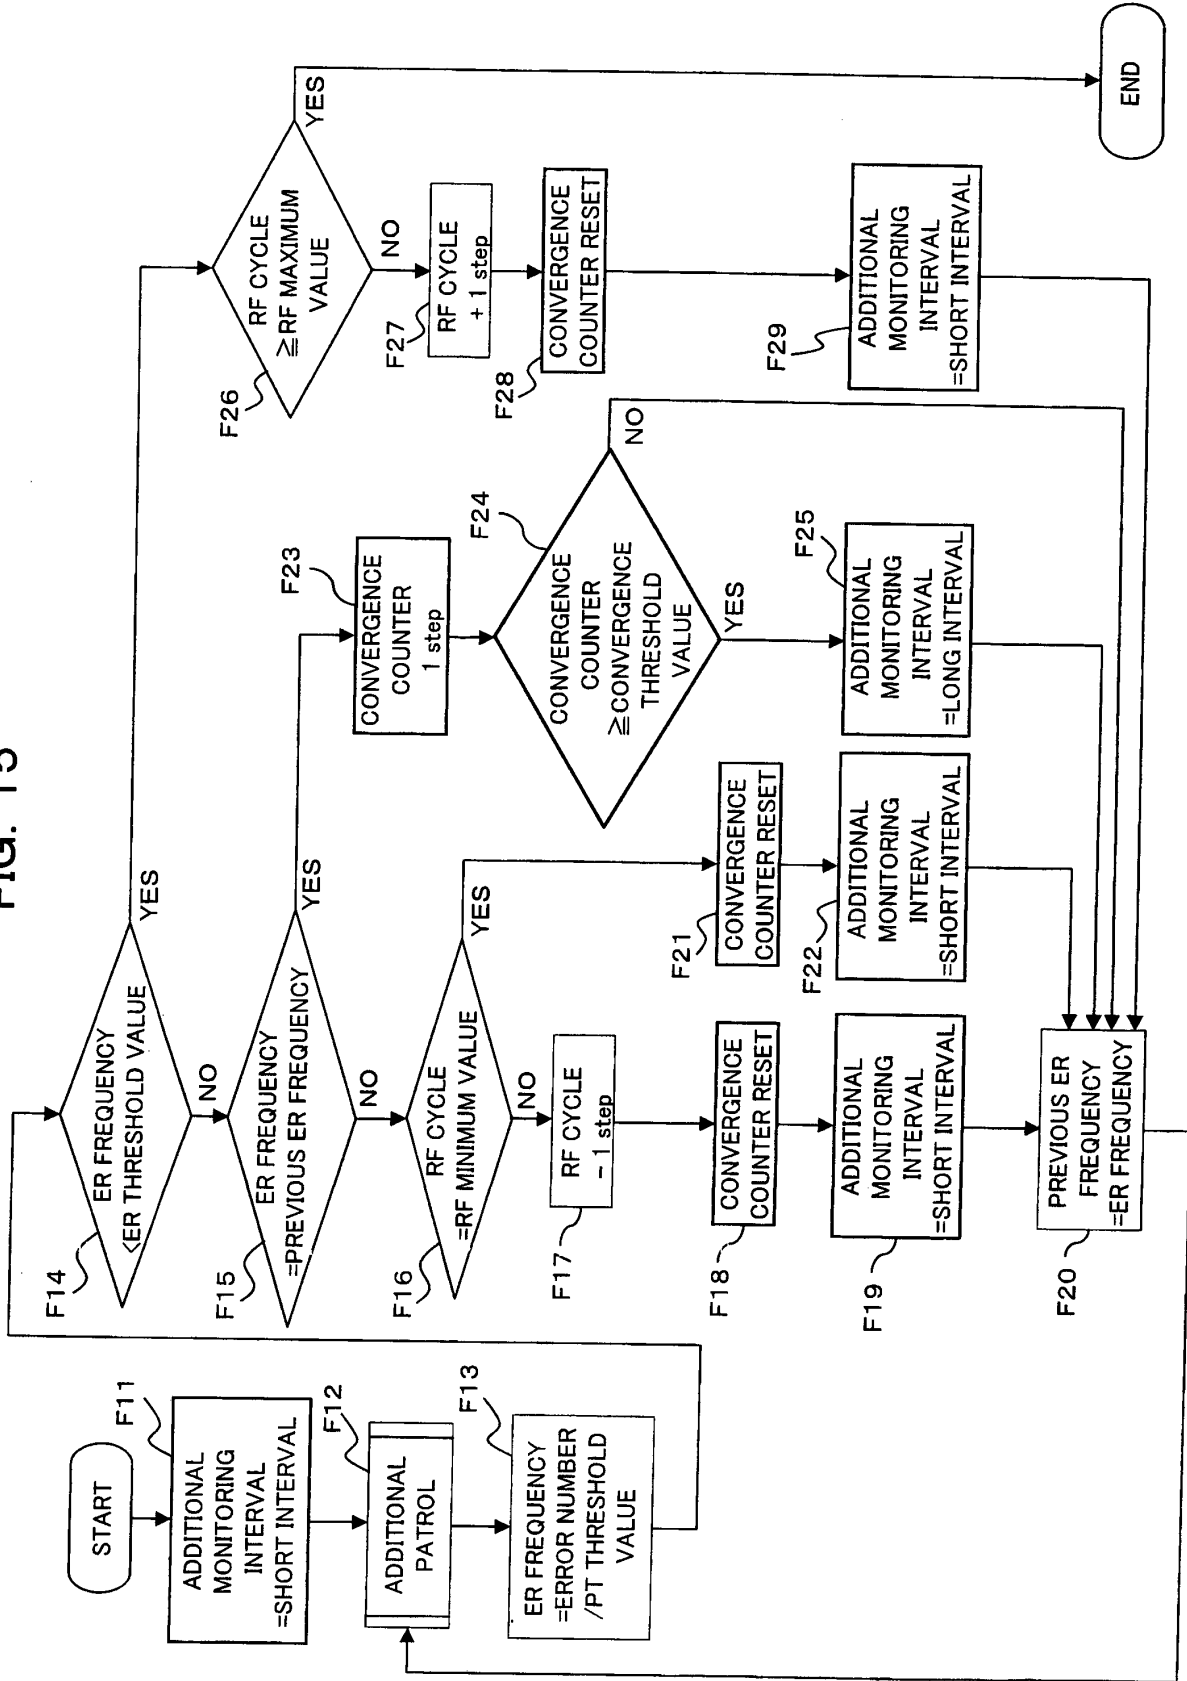 FIG. 15
START
F11
ADDITIONAL
MONITORING
INTERVAL
=SHORT INTERVAL
F12
ADDITIONAL
PATROL
F13
ER FREQUENCY
=ERROR NUMBER
/PT THRESHOLD
VALUE
F14
ER FREQUENCY
<ER THRESHOLD VALUE
YES
NO
F15
ER FREQUENCY
=PREVIOUS ER FREQUENCY
YES
NO
F16
RF CYCLE
=RF MINIMUM VALUE
YES
NO
F17
RF CYCLE
− 1 step
F18
CONVERGENCE
COUNTER RESET
F19
ADDITIONAL
MONITORING
INTERVAL
=SHORT INTERVAL
F20
PREVIOUS ER
FREQUENCY
=ER FREQUENCY
F21
CONVERGENCE
COUNTER RESET
F22
ADDITIONAL
MONITORING
INTERVAL
=SHORT INTERVAL
F23
CONVERGENCE
COUNTER
1 step
F24
CONVERGENCE
COUNTER
≧CONVERGENCE
THRESHOLD
VALUE
NO
YES
F25
ADDITIONAL
MONITORING
INTERVAL
=LONG INTERVAL
F26
RF CYCLE
≧RF MAXIMUM
VALUE
YES
NO
F27
RF CYCLE
+ 1 step
F28
CONVERGENCE
COUNTER RESET
F29
ADDITIONAL
MONITORING
INTERVAL
=SHORT INTERVAL
END